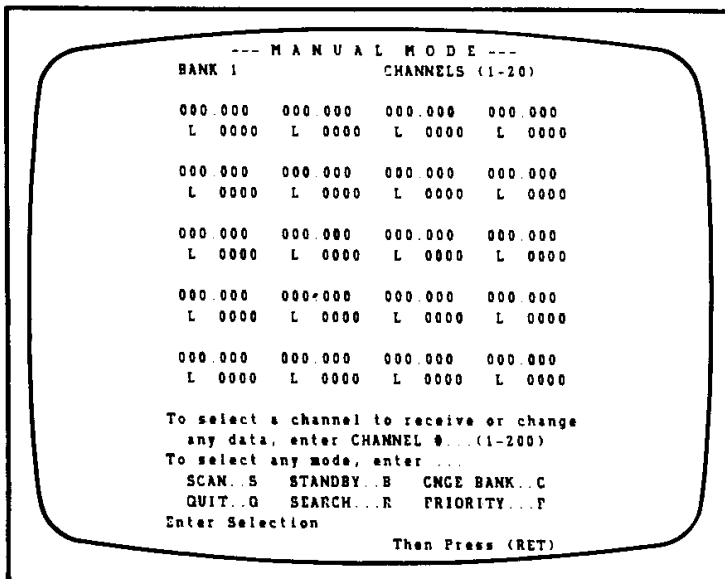 --- M A N U A L  M O D E ---
BANK 1 CHANNELS (1-20)
000.000 000.000 000.000 000.000
L 0000 L 0000 L 0000 L 0000
000.000 000.000 000.000 000.000
L 0000 L 0000 L 0000 L 0000
000.000 000.000 000.000 000.000
L 0000 L 0000 L 0000 L 0000
000.000 000.000 000.000 000.000
L 0000 L 0000 L 0000 L 0000
000.000 000.000 000.000 000.000
L 0000 L 0000 L 0000 L 0000
To select a channel to receive or change
any data, enter CHANNEL #...(1-200)
To select any mode, enter ...
SCAN..S STANDBY..B CNGE BANK..C
QUIT..Q SEARCH...R PRIORITY...P
Enter Selection
Then Press (RET)